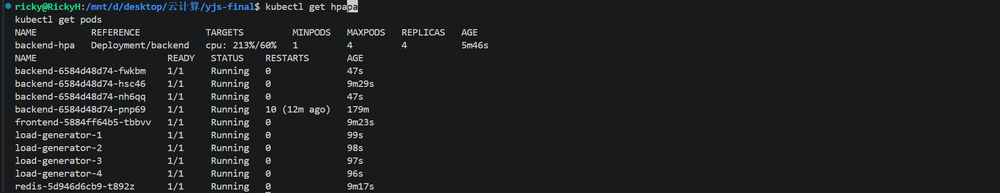 ricky@RickyH:/mnt/d/desktop/云计算/yjs-final$ kubectl get hpapa
kubectl get pods
NAME REFERENCE TARGETS MINPODS MAXPODS REPLICAS AGE
backend-hpa Deployment/backend cpu: 213%/60% 1 4 4 5m46s
NAME READY STATUS RESTARTS AGE
backend-6584d48d74-fwkbm 1/1 Running 0 47s
backend-6584d48d74-hsc46 1/1 Running 0 9m29s
backend-6584d48d74-nh6qq 1/1 Running 0 47s
backend-6584d48d74-pnp69 1/1 Running 10 (12m ago) 179m
frontend-5884ff64b5-tbbvv 1/1 Running 0 9m23s
load-generator-1 1/1 Running 0 99s
load-generator-2 1/1 Running 0 98s
load-generator-3 1/1 Running 0 97s
load-generator-4 1/1 Running 0 96s
redis-5d946d6cb9-t892z 1/1 Running 0 9m17s